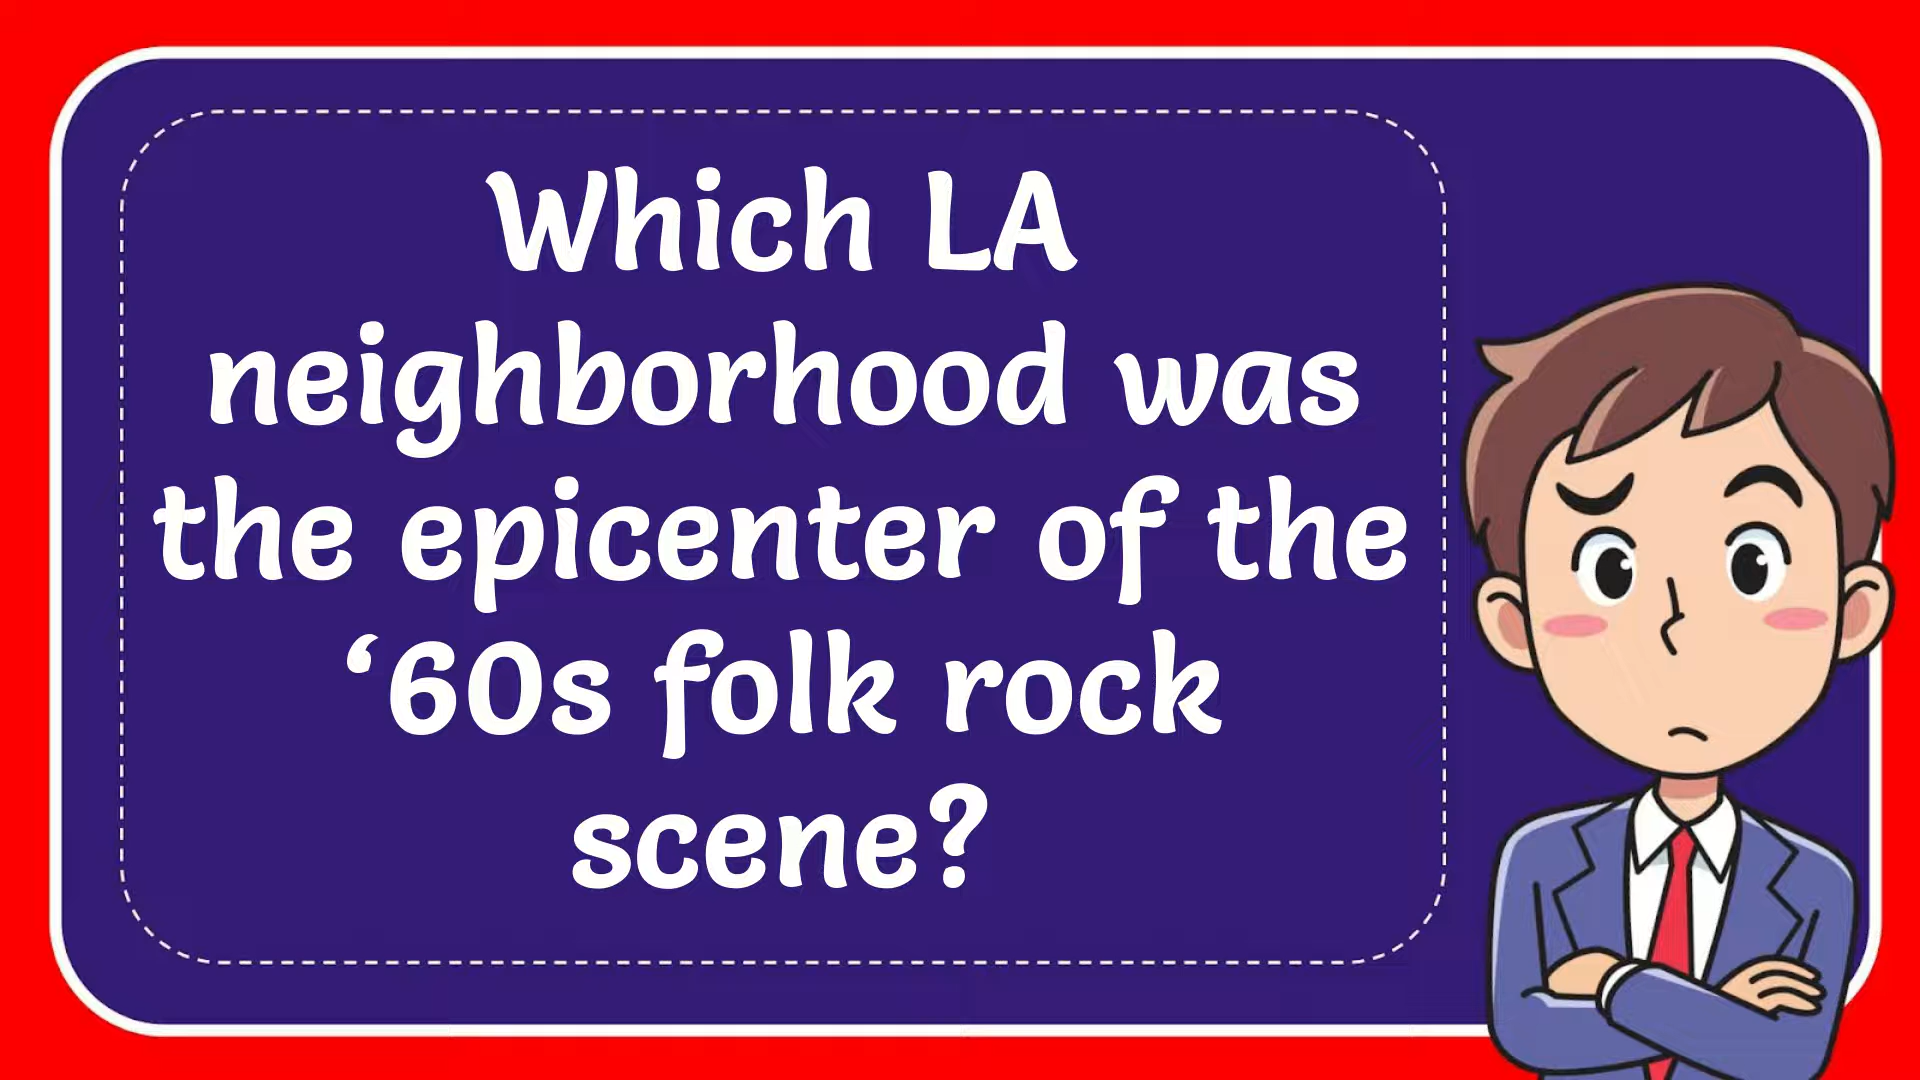 Which LA
neighborhood was
the epicenter of the
‘60s folk rock
scene?